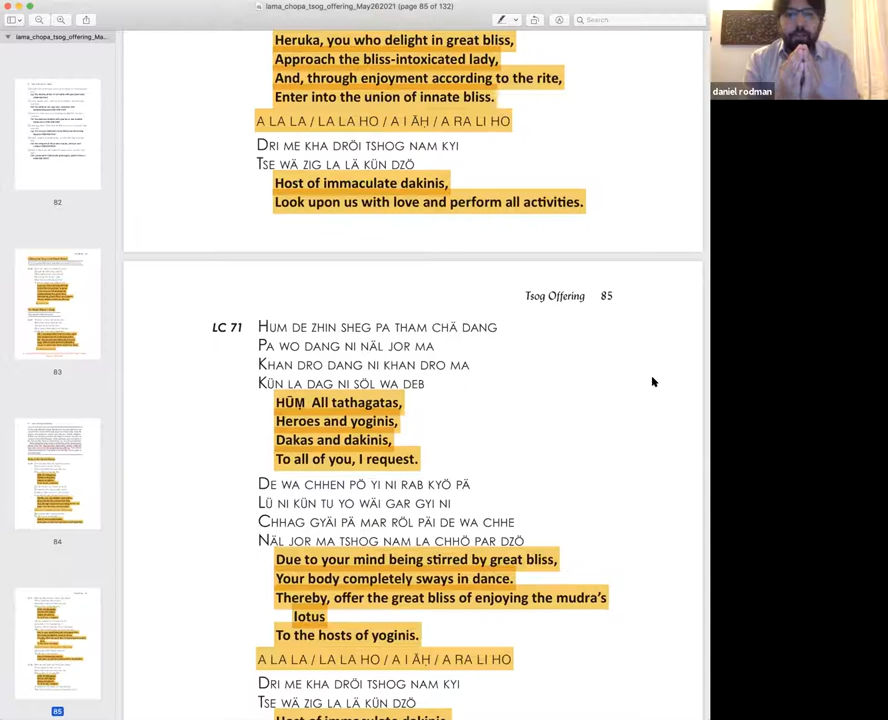 lama_chopa_tsog_offering_May262021 (page 85 of 132)
Search
lama_chopa_tsog_offering_Ma...
daniel rodman
82
83
84
85
Heruka, you who delight in great bliss,
Approach the bliss-intoxicated lady,
And, through enjoyment according to the rite,
Enter into the union of innate bliss.
A LA LA / LA LA HO / A I ĀḤ / A RA LI HO
DRI ME KHA DRÖI TSHOG NAM KYI
TSE WÄ ZIG LA LÄ KÜN DZÖ
Host of immaculate dakinis,
Look upon us with love and perform all activities.
Tsog Offering 85
LC 71 HUM DE ZHIN SHEG PA THAM CHÄ DANG
PA WO DANG NI NÄL JOR MA
KHAN DRO DANG NI KHAN DRO MA
KÜN LA DAG NI SÖL WA DEB
HŪṂ All tathagatas,
Heroes and yoginis,
Dakas and dakinis,
To all of you, I request.
DE WA CHHEN PÖ YI NI RAB KYÖ PÄ
LÜ NI KÜN TU YO WÄI GAR GYI NI
CHHAG GYÄI PÄ MAR RÖL PÄI DE WA CHHE
NÄL JOR MA TSHOG NAM LA CHHÖ PAR DZÖ
Due to your mind being stirred by great bliss,
Your body completely sways in dance.
Thereby, offer the great bliss of enjoying the mudra's
lotus
To the hosts of yoginis.
A LA LA / LA LA HO / A I ĀḤ / A RA LI HO
DRI ME KHA DRÖI TSHOG NAM KYI
TSE WÄ ZIG LA LÄ KÜN DZÖ
Host of immaculate dakinis,